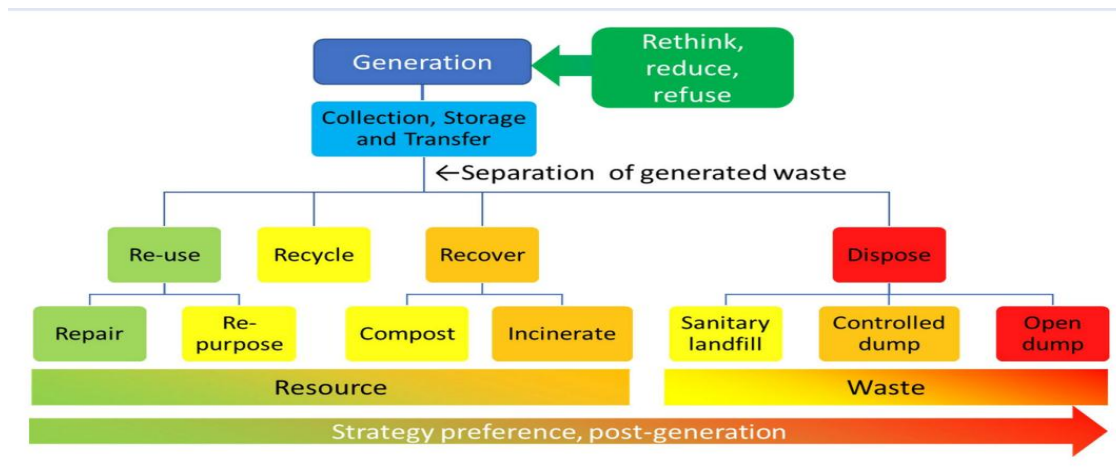 Generation
Rethink,
reduce,
refuse
Collection, Storage
and Transfer
←Separation of generated waste
Re-use
Recycle
Recover
Dispose
Repair
Re-
purpose
Compost
Incinerate
Sanitary
landfill
Controlled
dump
Open
dump
Resource
Waste
Strategy preference, post-generation